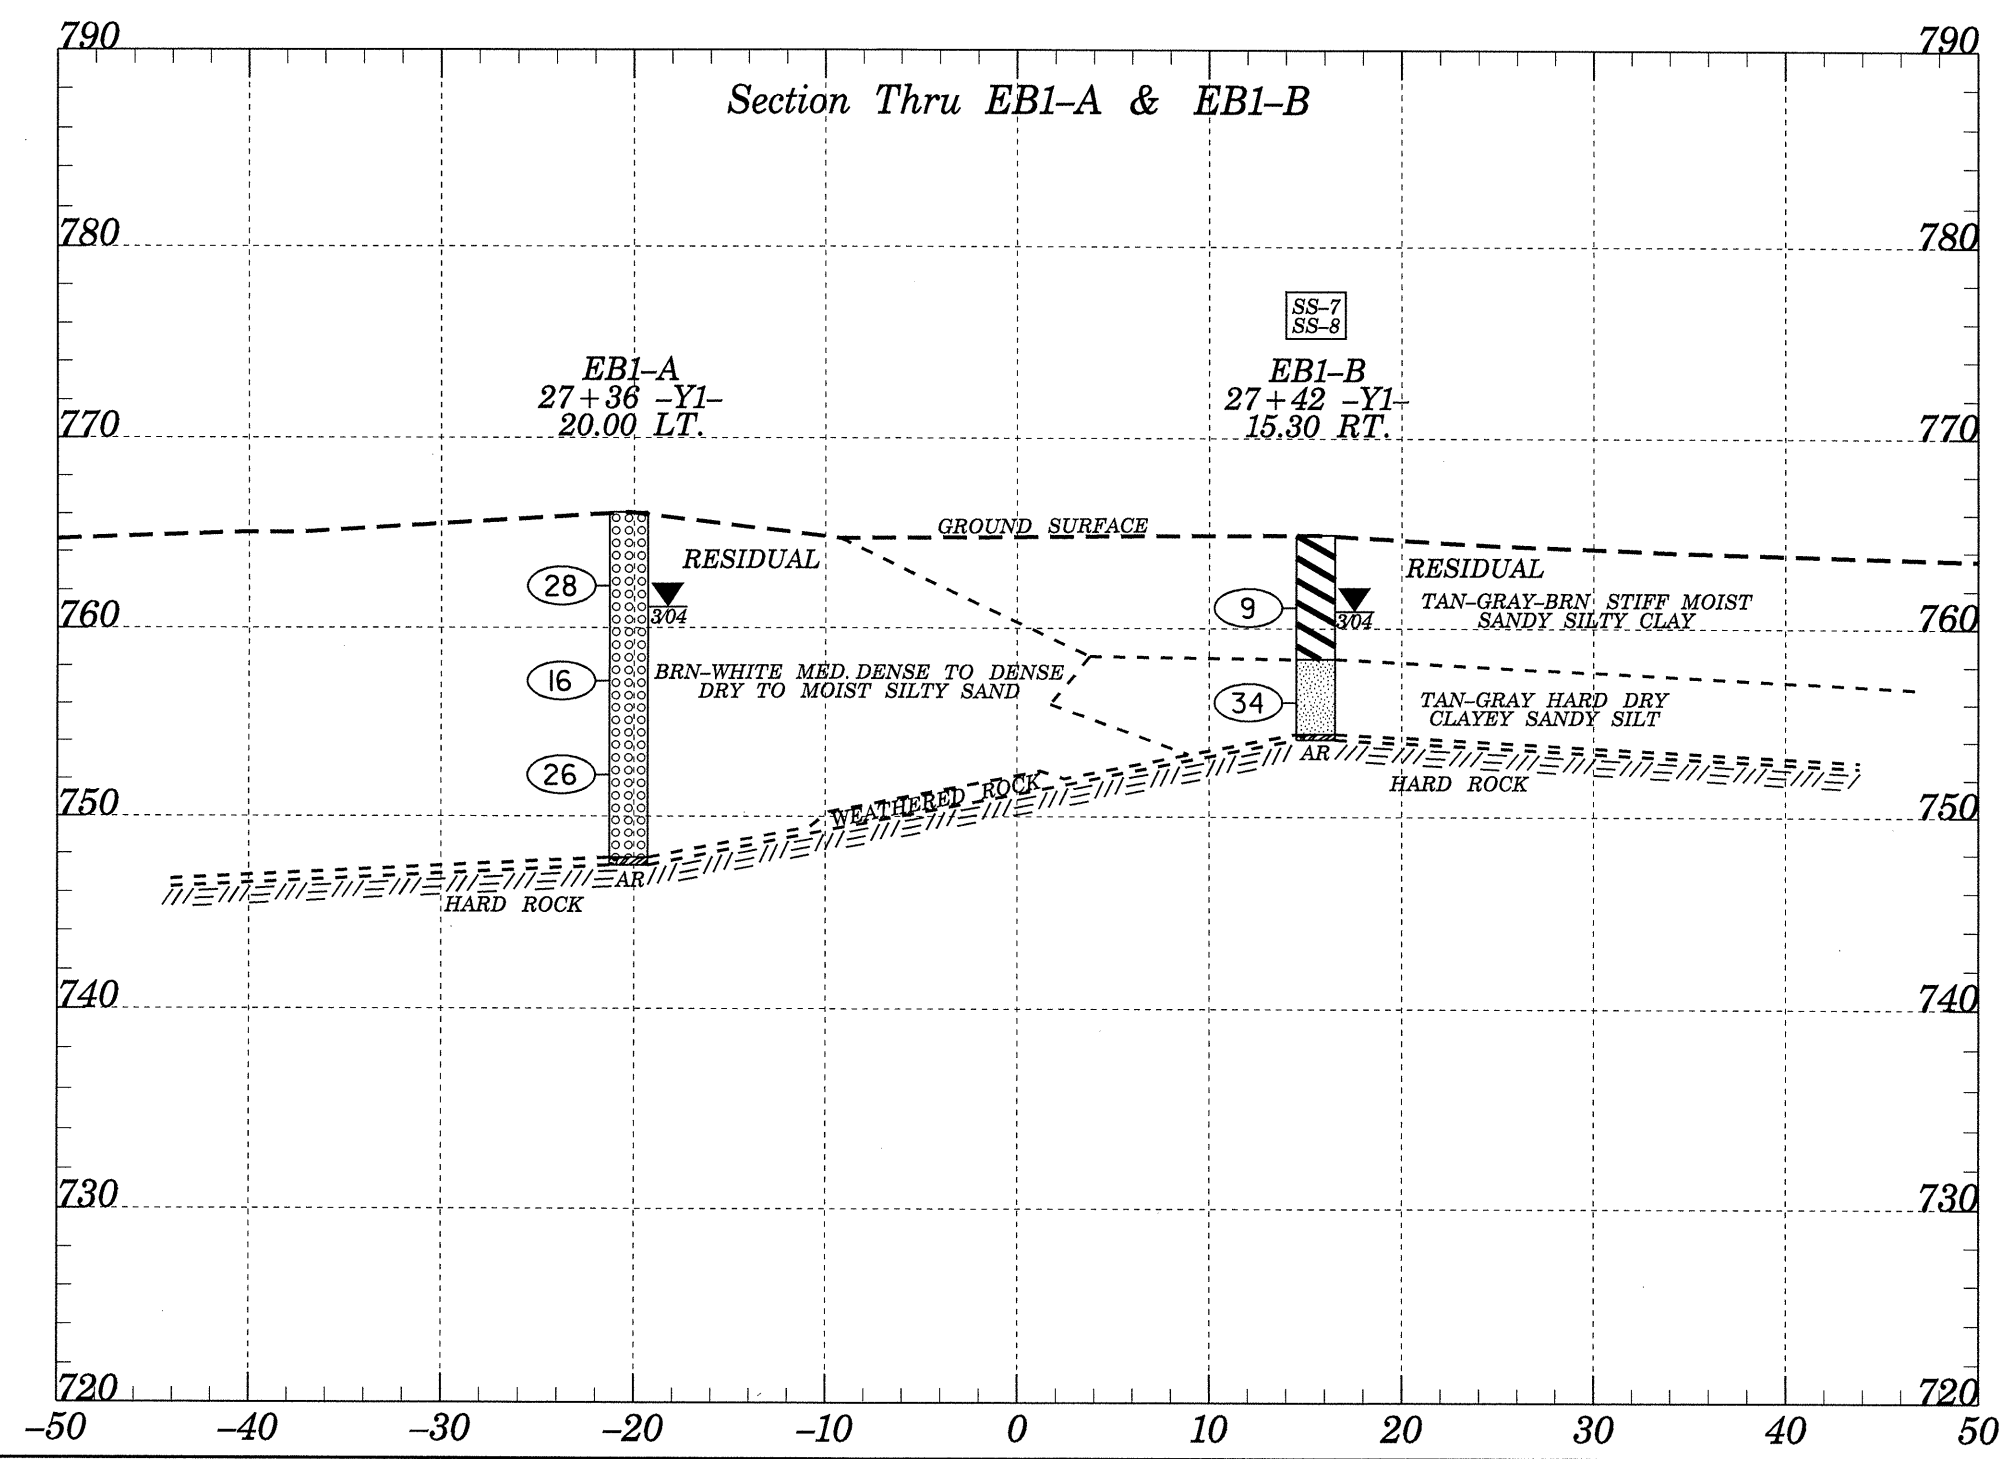 790
790
Section Thru EB1–A & EB1–B
780
780
SS–7
SS–8
EB1–A
27+36 –Y1–
20.00 LT.
EB1–B
27+42 –Y1–
15.30 RT.
770
770
GROUND SURFACE
RESIDUAL
RESIDUAL
28
3/04
9
3/04
TAN–GRAY–BRN STIFF MOIST
SANDY SILTY CLAY
760
760
16
BRN–WHITE MED. DENSE TO DENSE
DRY TO MOIST SILTY SAND
34
TAN–GRAY HARD DRY
CLAYEY SANDY SILT
26
AR
HARD ROCK
WEATHERED ROCK
750
750
AR
HARD ROCK
740
740
730
730
720
720
–50 –40 –30 –20 –10 0 10 20 30 40 50